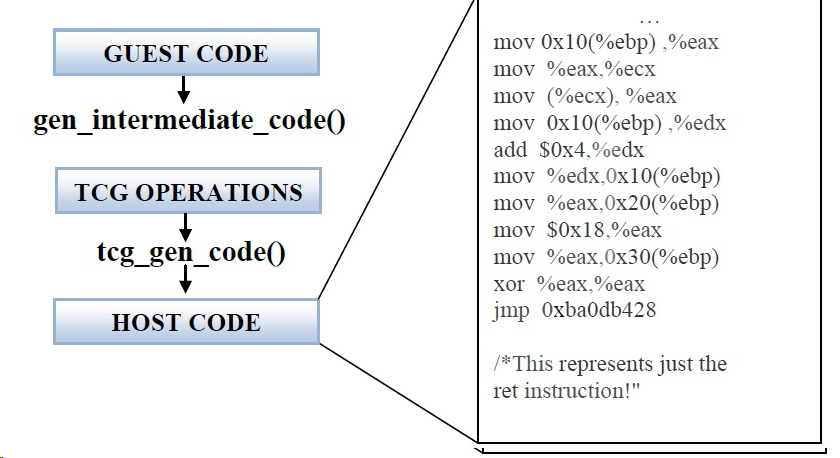 GUEST CODE
gen_intermediate_code()
TCG OPERATIONS
tcg_gen_code()
HOST CODE
...
mov 0x10(%ebp) ,%eax
mov %eax,%ecx
mov (%ecx), %eax
mov 0x10(%ebp) ,%edx
add $0x4,%edx
mov %edx,0x10(%ebp)
mov %eax,0x20(%ebp)
mov $0x18,%eax
mov %eax,0x30(%ebp)
xor %eax,%eax
jmp 0xba0db428
/*This represents just the
ret instruction!"